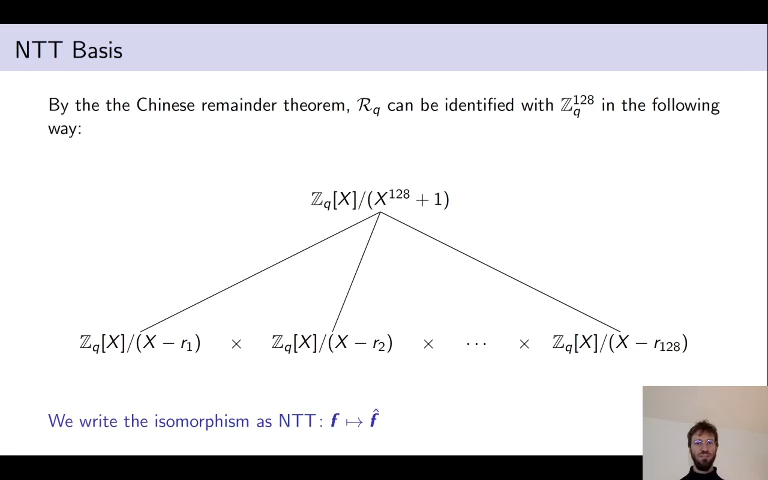 NTT Basis
By the the Chinese remainder theorem, ℛ_q can be identified with ℤ_q^128 in the following
way:
ℤ_q[X]/(X^128 + 1)
ℤ_q[X]/(X − r_1) × ℤ_q[X]/(X − r_2) × ⋯ × ℤ_q[X]/(X − r_128)
We write the isomorphism as NTT: f ↦ f̂